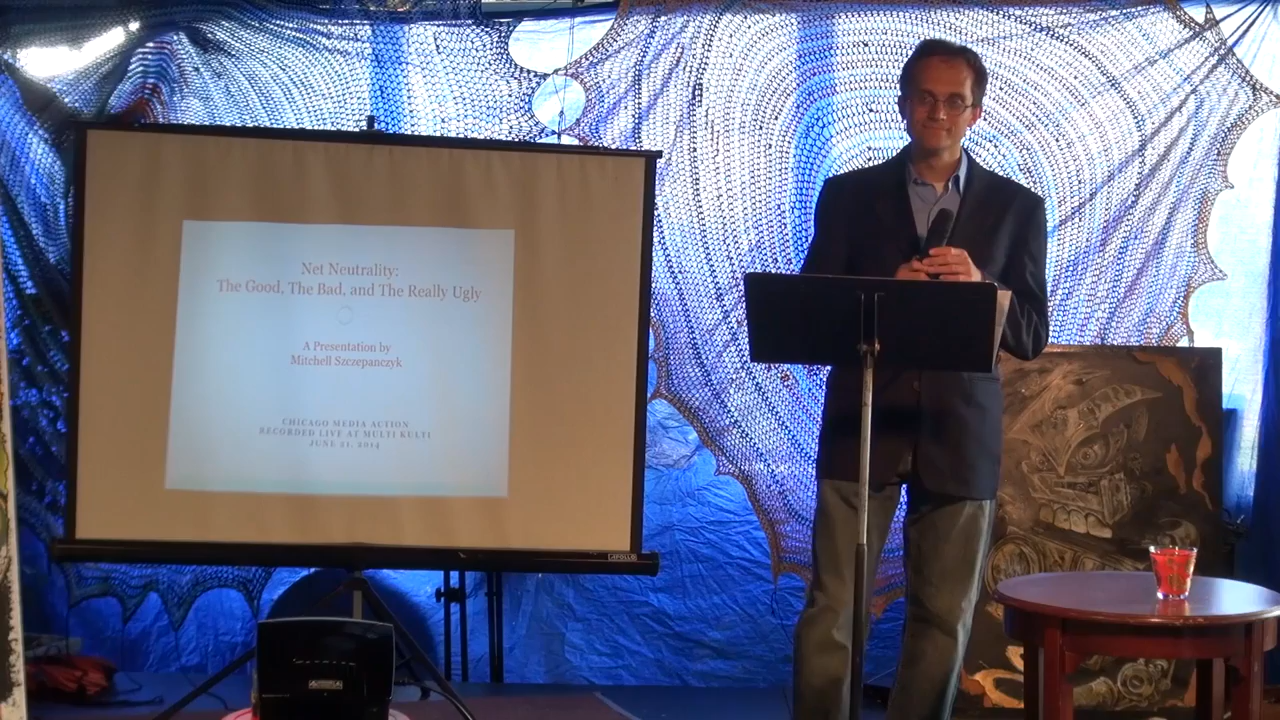 Net Neutrality:
The Good, The Bad, and The Really Ugly
A Presentation by
Mitchell Szczepanczyk
CHICAGO MEDIA ACTION
RECORDED LIVE AT MULTI KULTI
JUNE 21, 2014
APOLLO